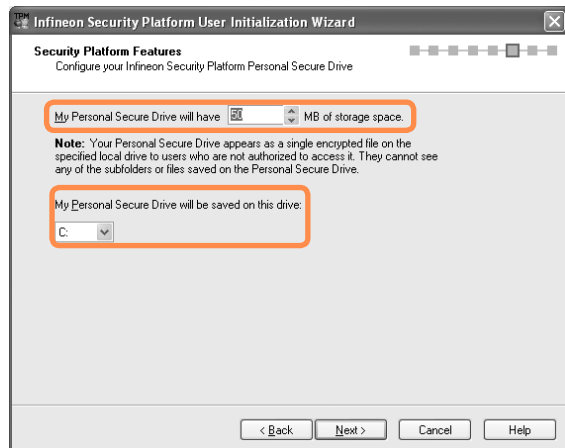 TPM Infineon Security Platform User Initialization Wizard
Security Platform Features
Configure your Infineon Security Platform Personal Secure Drive
My Personal Secure Drive will have 50 MB of storage space.
Note: Your Personal Secure Drive appears as a single encrypted file on the
specified local drive to users who are not authorized to access it. They cannot see
any of the subfolders or files saved on the Personal Secure Drive.
My Personal Secure Drive will be saved on this drive:
C:
< Back Next > Cancel Help